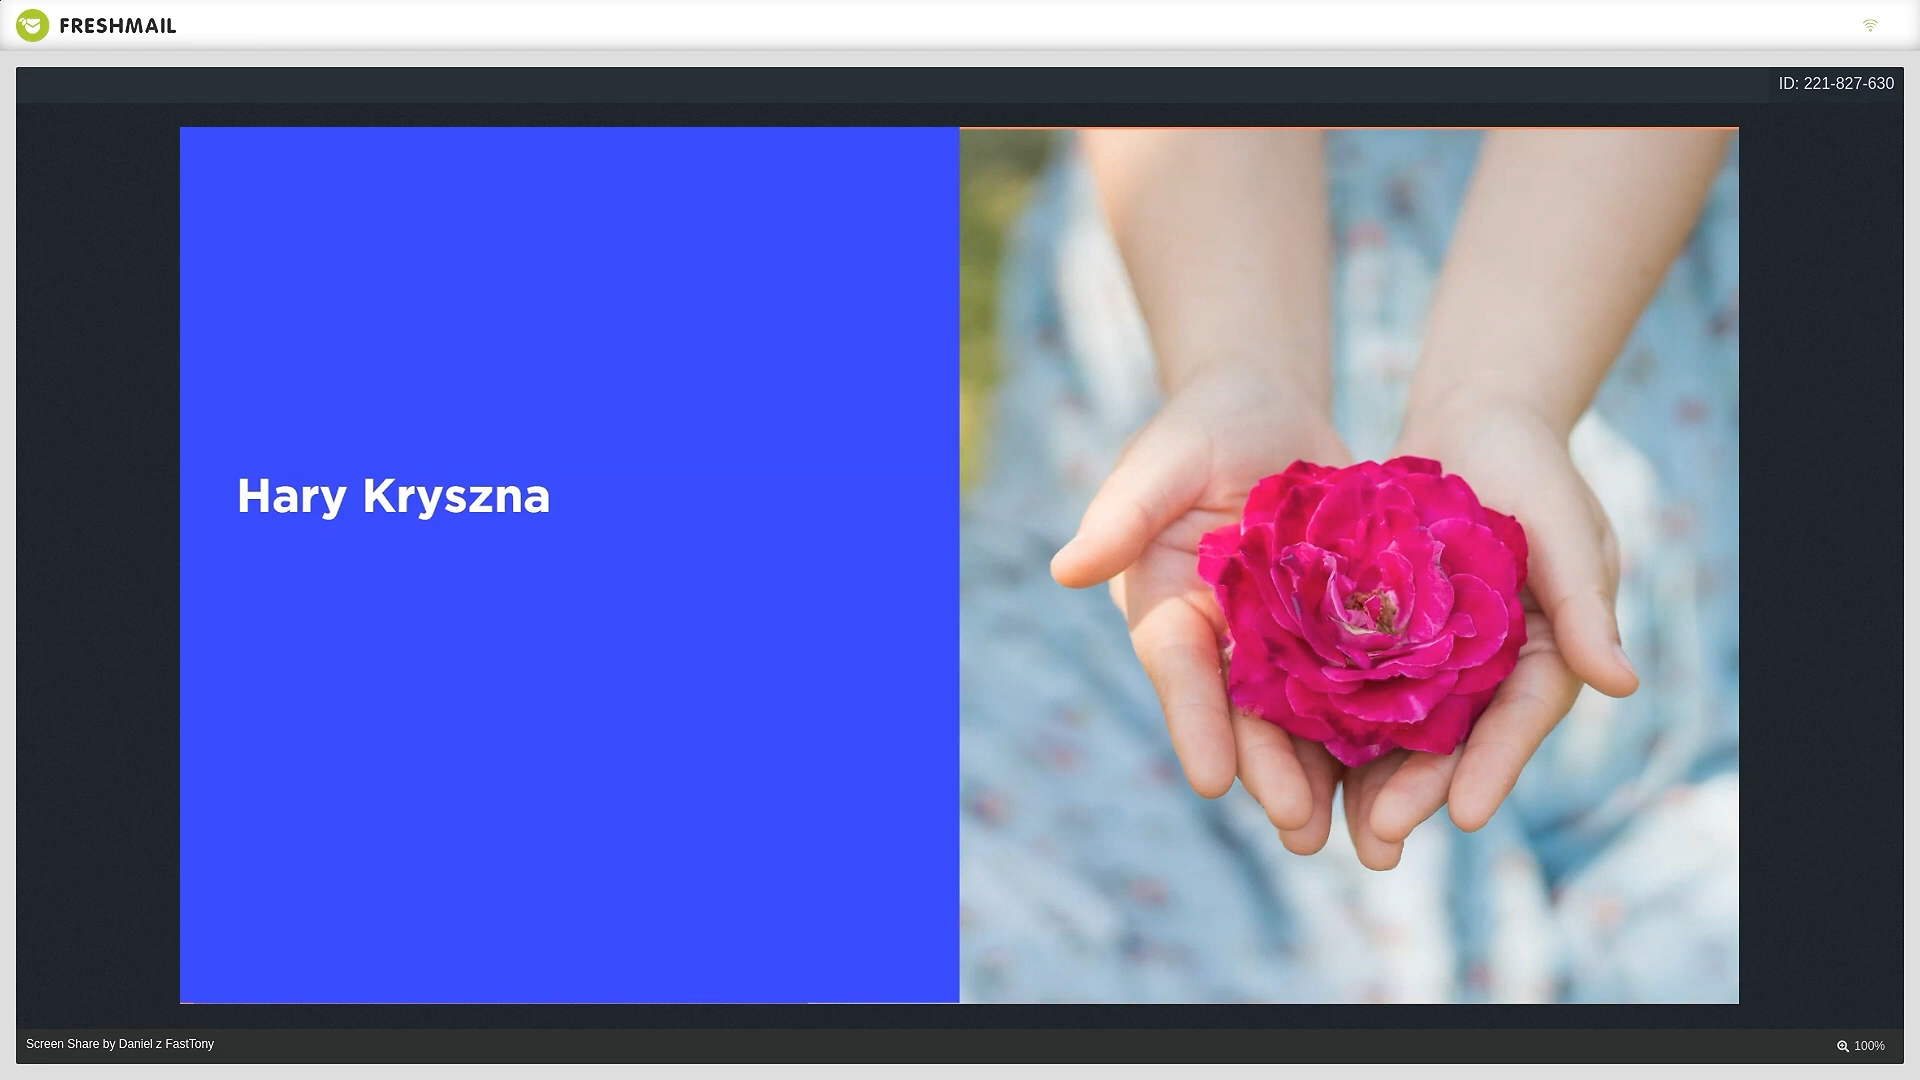 FRESHMAIL
ID: 221-827-630
Hary Kryszna
Screen Share by Daniel z FastTony
100%